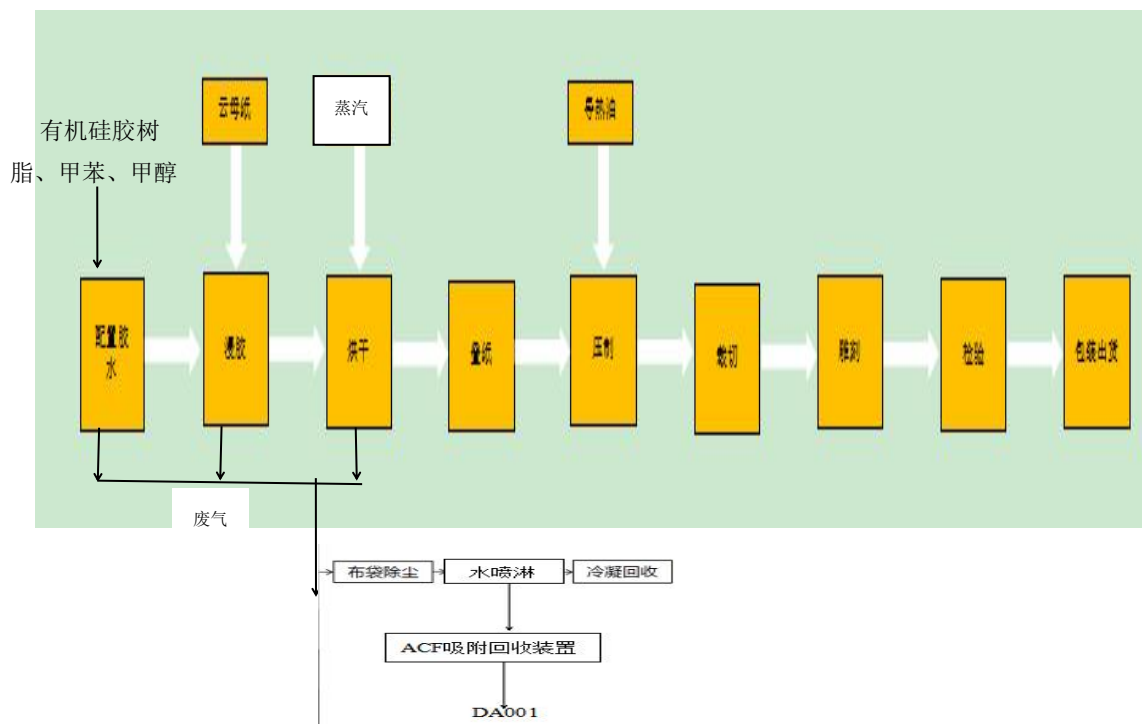 云母纸
蒸汽
导热油
有机硅胶树
脂、甲苯、甲醇
配置胶
水
浸胶
烘干
叠纸
压制
裁切
雕刻
检验
包装出货
废气
布袋除尘
水喷淋
冷凝回收
ACF吸附回收装置
DA001